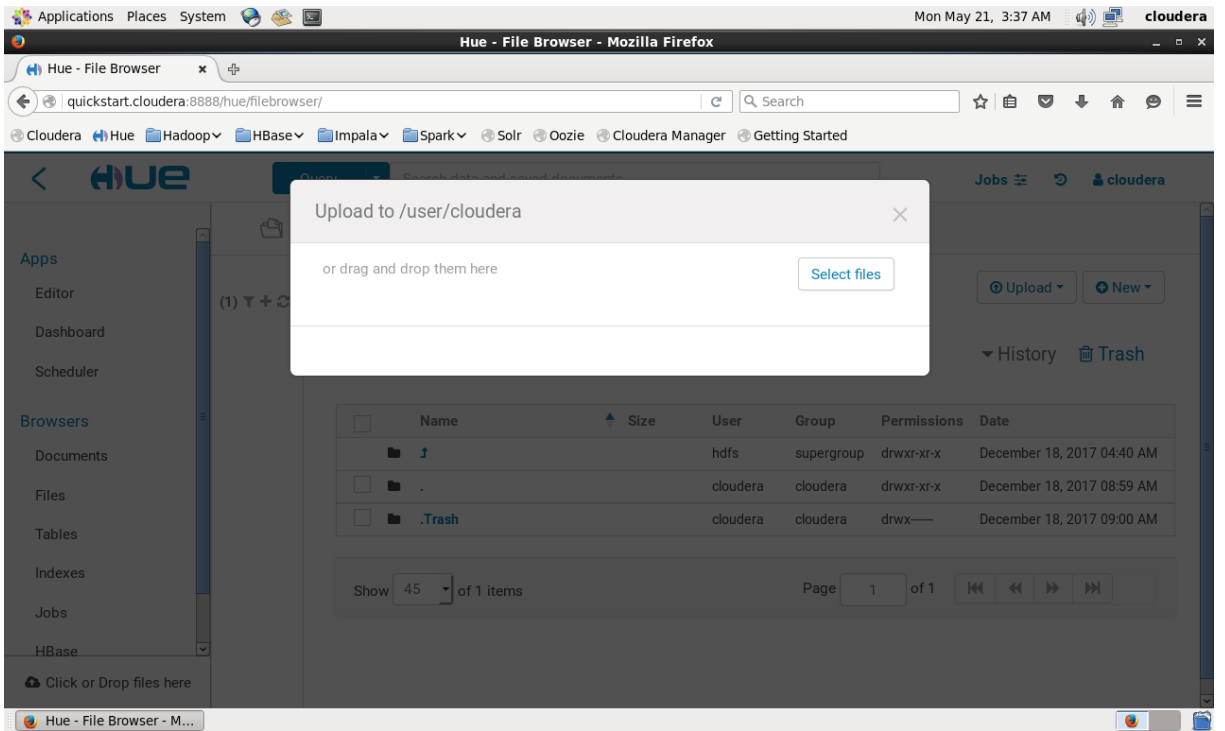 Applications Places System Mon May 21, 3:37 AM cloudera
Hue - File Browser - Mozilla Firefox
Hue - File Browser
quickstart.cloudera:8888/hue/filebrowser/ Search
Cloudera Hue Hadoop HBase Impala Spark Solr Oozie Cloudera Manager Getting Started
HUE Query Search data and saved documents... Jobs cloudera
Upload to /user/cloudera
or drag and drop them here Select files
Apps
Editor (1) Upload New
Dashboard
History Trash
Scheduler
Browsers Name Size User Group Permissions Date
Documents hdfs supergroup drwxr-xr-x December 18, 2017 04:40 AM
Files . cloudera cloudera drwxr-xr-x December 18, 2017 08:59 AM
Tables .Trash cloudera cloudera drwx------ December 18, 2017 09:00 AM
Indexes
Show 45 of 1 items Page 1 of 1
Jobs
HBase
Click or Drop files here
Hue - File Browser - M...